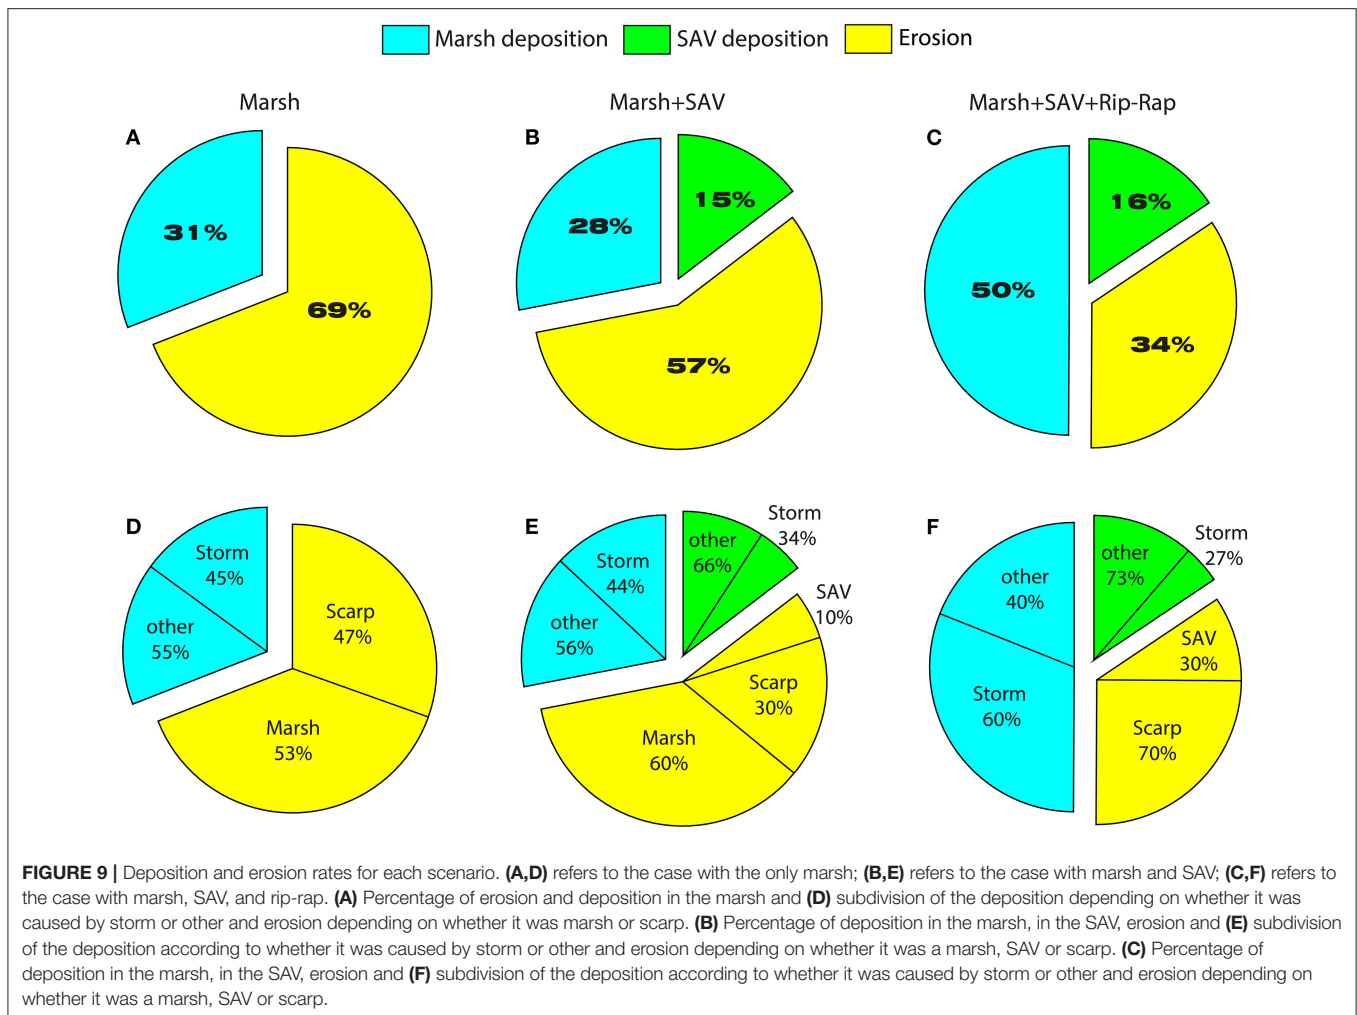 Marsh deposition SAV deposition Erosion
Marsh Marsh+SAV Marsh+SAV+Rip-Rap
A B C
31% 69%
28% 15% 57%
50% 16% 34%
D
Storm
45%
other
55%
Scarp
47%
Marsh
53%
E
Storm
44%
other
56%
other
66%
Storm
34%
SAV
10%
Scarp
30%
Marsh
60%
F
other
40%
Storm
60%
other
73%
Storm
27%
SAV
30%
Scarp
70%
FIGURE 9 | Deposition and erosion rates for each scenario. (A,D) refers to the case with the only marsh; (B,E) refers to the case with marsh and SAV; (C,F) refers to
the case with marsh, SAV, and rip-rap. (A) Percentage of erosion and deposition in the marsh and (D) subdivision of the deposition depending on whether it was
caused by storm or other and erosion depending on whether it was marsh or scarp. (B) Percentage of deposition in the marsh, in the SAV, erosion and (E) subdivision
of the deposition according to whether it was caused by storm or other and erosion depending on whether it was a marsh, SAV or scarp. (C) Percentage of
deposition in the marsh, in the SAV, erosion and (F) subdivision of the deposition according to whether it was caused by storm or other and erosion depending on
whether it was a marsh, SAV or scarp.